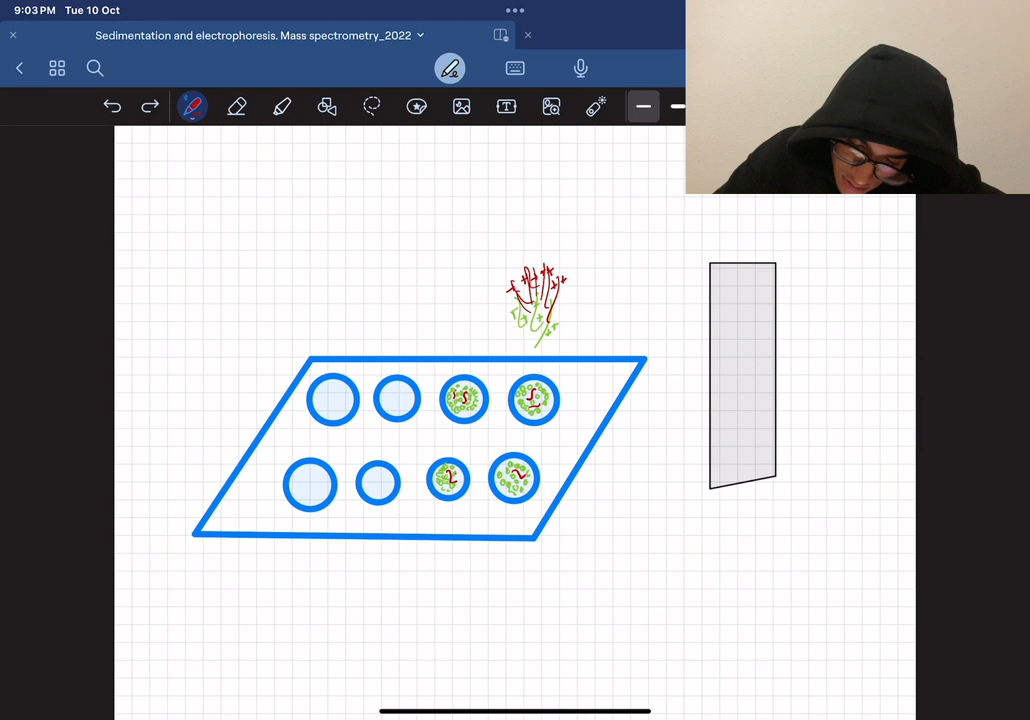 9:03 PM Tue 10 Oct
Sedimentation and electrophoresis. Mass spectrometry_2022